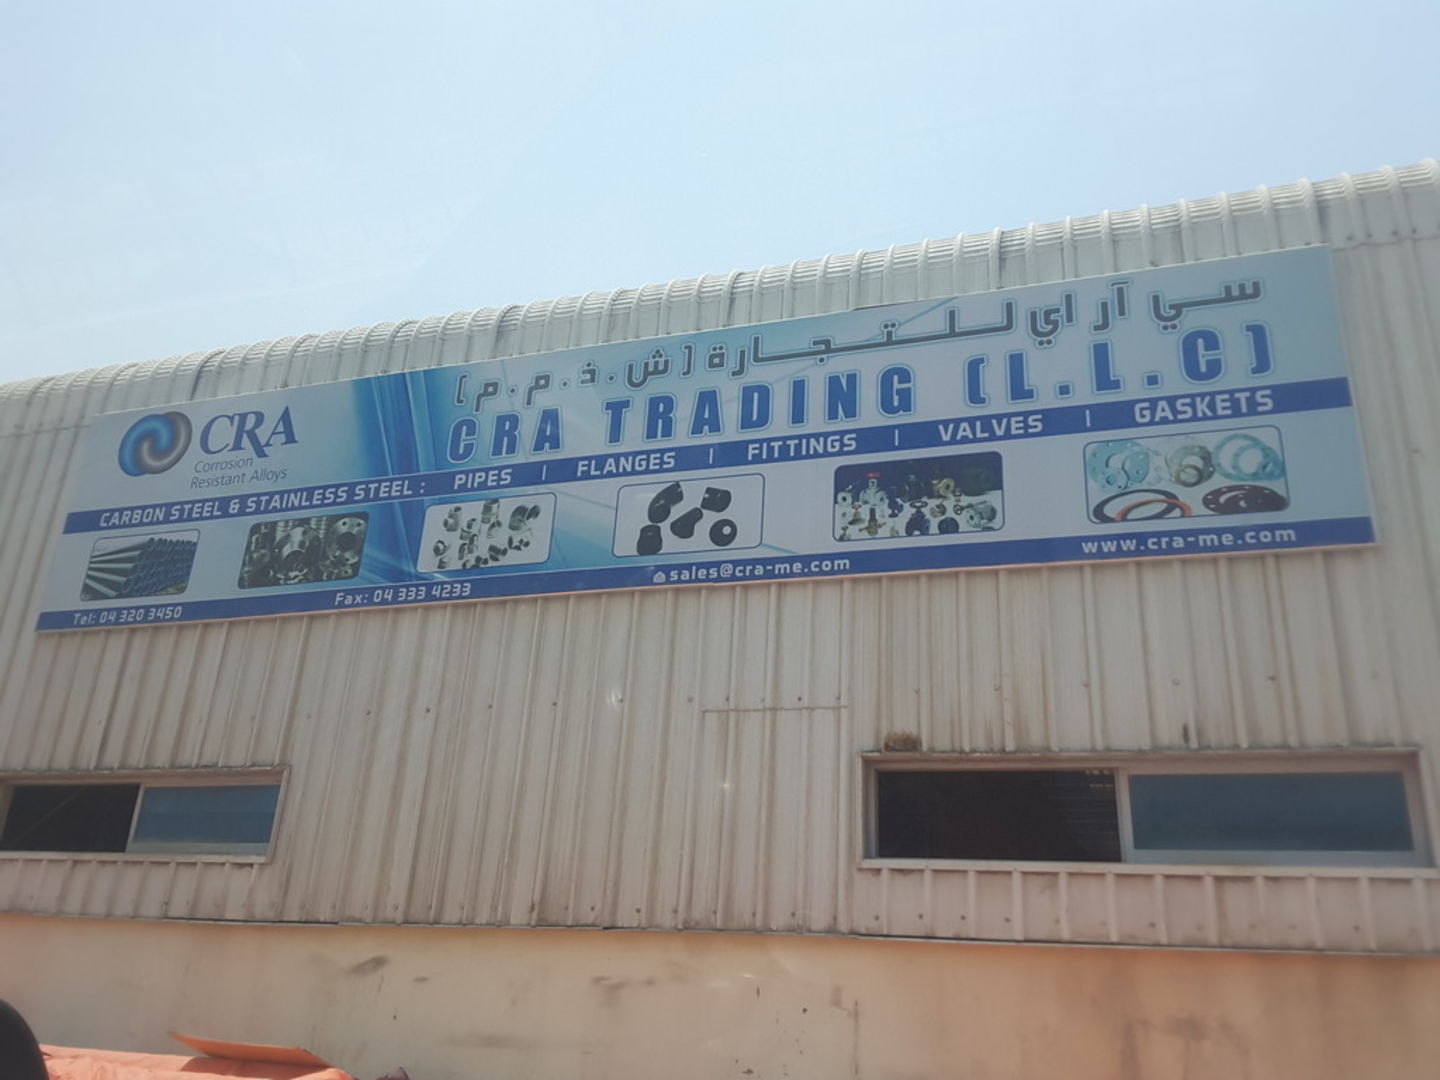 سي آر اي للتجارة (ش.ذ.م.م)
CRA TRADING (L.L.C)
CRA
Corrosion
Resistant Alloys
CARBON STEEL & STAINLESS STEEL : PIPES | FLANGES | FITTINGS | VALVES | GASKETS
Tel: 04 320 3450 Fax: 04 333 4233 sales@cra-me.com www.cra-me.com